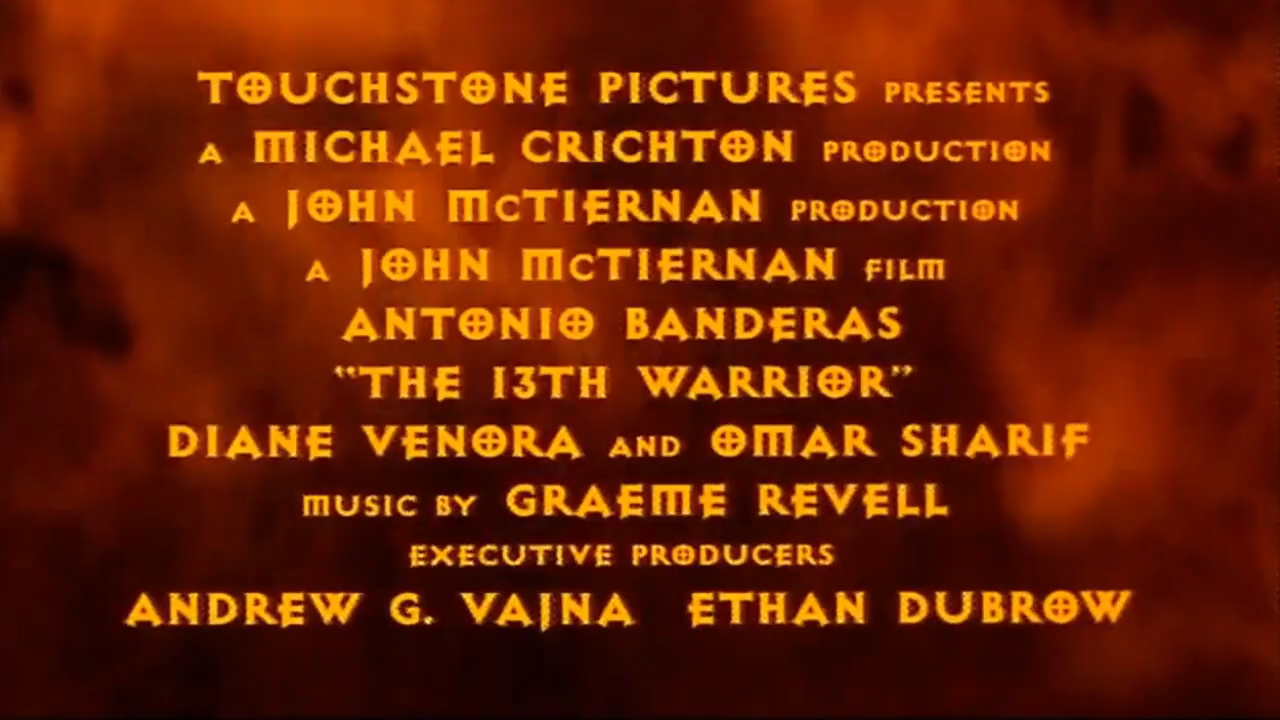 TOUCHSTONE PICTURES PRESENTS
A MICHAEL CRICHTON PRODUCTION
A JOHN McTIERNAN PRODUCTION
A JOHN McTIERNAN FILM
ANTONIO BANDERAS
“THE 13TH WARRIOR”
DIANE VENORA AND OMAR SHARIF
MUSIC BY GRAEME REVELL
EXECUTIVE PRODUCERS
ANDREW G. VAJNA ETHAN DUBROW